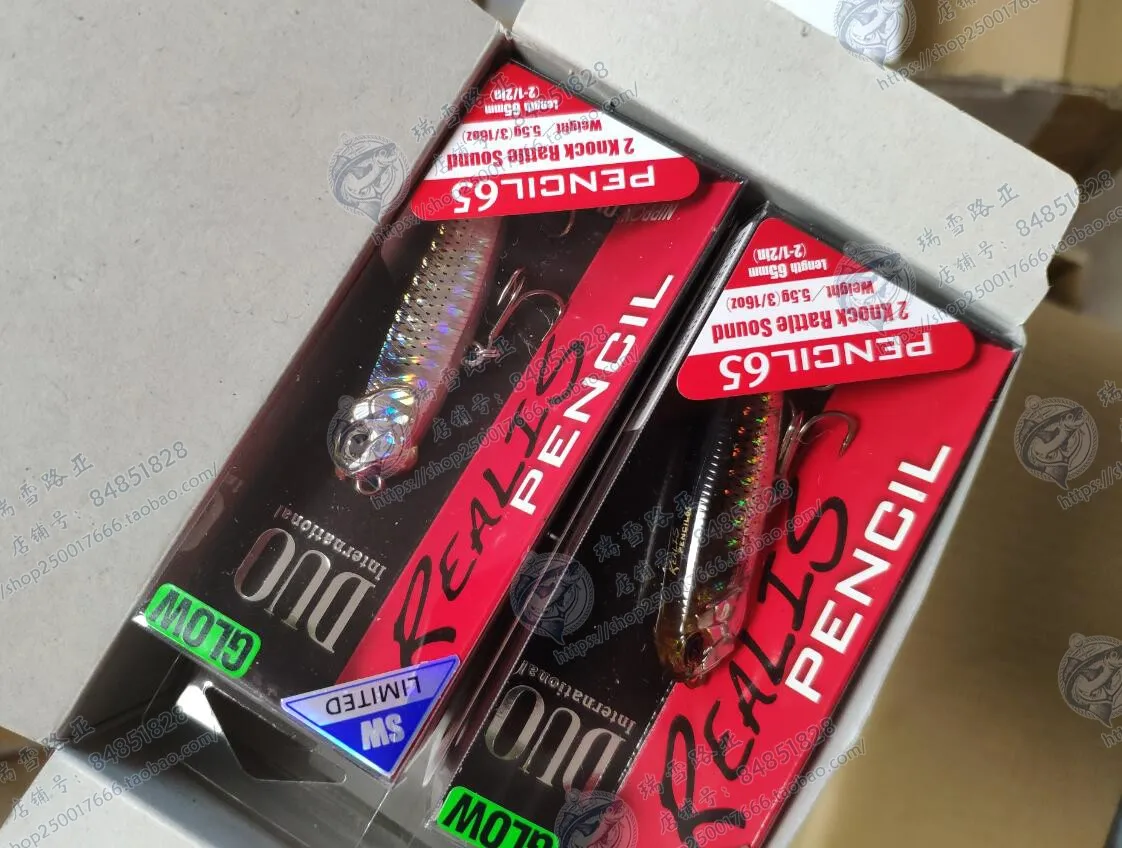 PENCIL65
2 Knock Rattle Sound
Weight / 5.5g(3/16oz)
Length 65mm
(2-1/2in)
REALIS
PENCIL
DUO
International
GLOW
SW
LIMITED
PENCIL65
2 Knock Rattle Sound
Weight / 5.5g(3/16oz)
Length 65mm
(2-1/2in)
REALIS
PENCIL65
REALIS
PENCIL
DUO
International
GLOW
瑞雪路亚
店铺号：84851828
https://shop250017666.taobao.com/